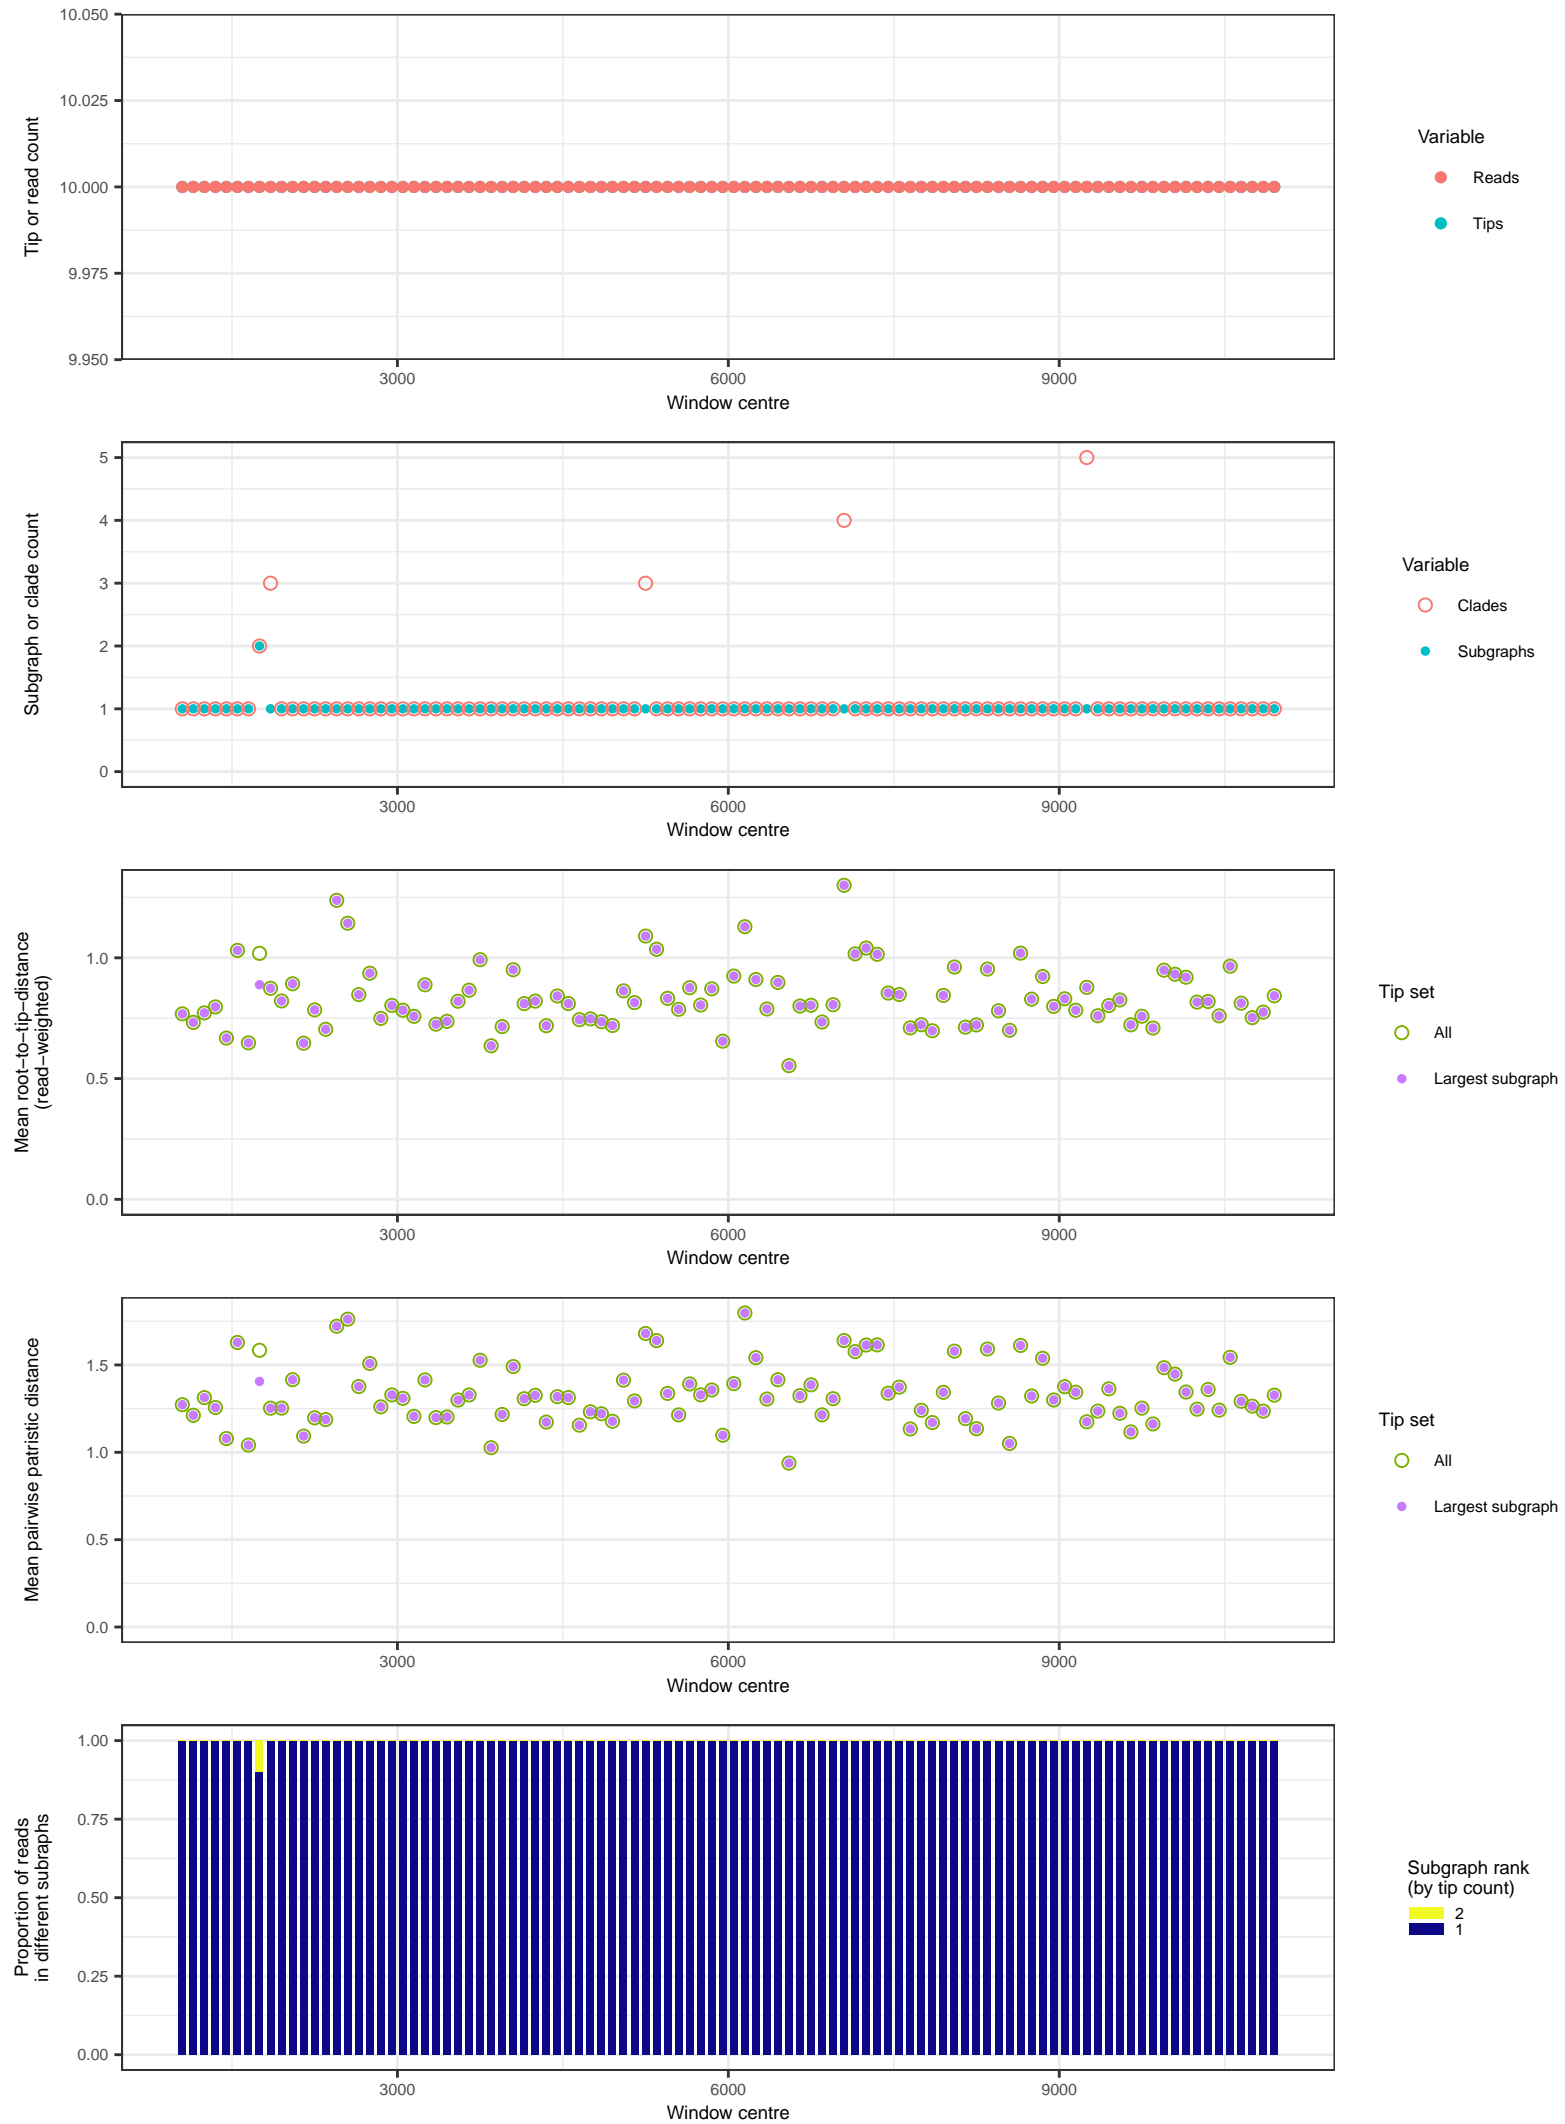 10.050
10.025
10.000
9.975
9.950
Tip or read count
3000
6000
9000
Window centre
Variable
Reads
Tips
5
4
3
2
1
0
Subgraph or clade count
3000
6000
9000
Window centre
Variable
Clades
Subgraphs
1.0
0.5
0.0
Mean root−to−tip−distance
(read−weighted)
3000
6000
9000
Window centre
Tip set
All
Largest subgraph
1.5
1.0
0.5
0.0
Mean pairwise patristic distance
3000
6000
9000
Window centre
Tip set
All
Largest subgraph
1.00
0.75
0.50
0.25
0.00
Proportion of reads
in different subraphs
3000
6000
9000
Window centre
Subgraph rank
(by tip count)
2
1